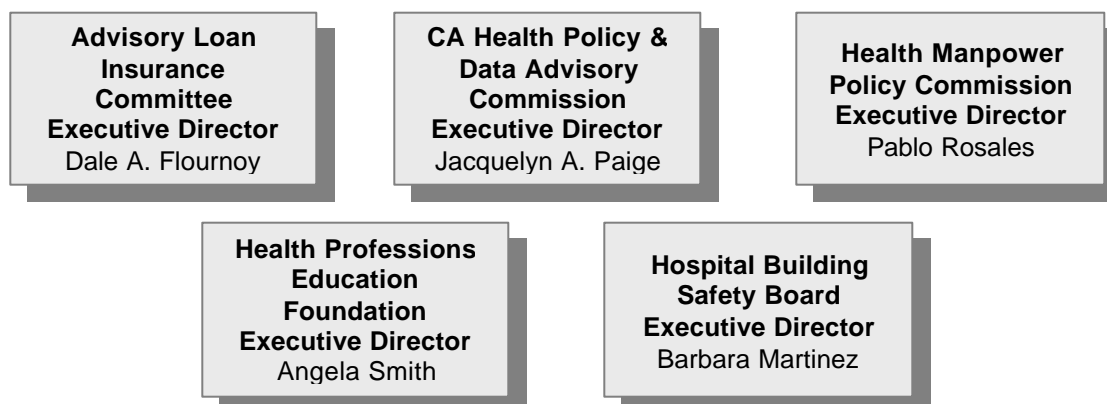 Advisory Loan
Insurance
Committee
Executive Director
Dale A. Flournoy
CA Health Policy &
Data Advisory
Commission
Executive Director
Jacquelyn A. Paige
Health Manpower
Policy Commission
Executive Director
Pablo Rosales
Health Professions
Education
Foundation
Executive Director
Angela Smith
Hospital Building
Safety Board
Executive Director
Barbara Martinez